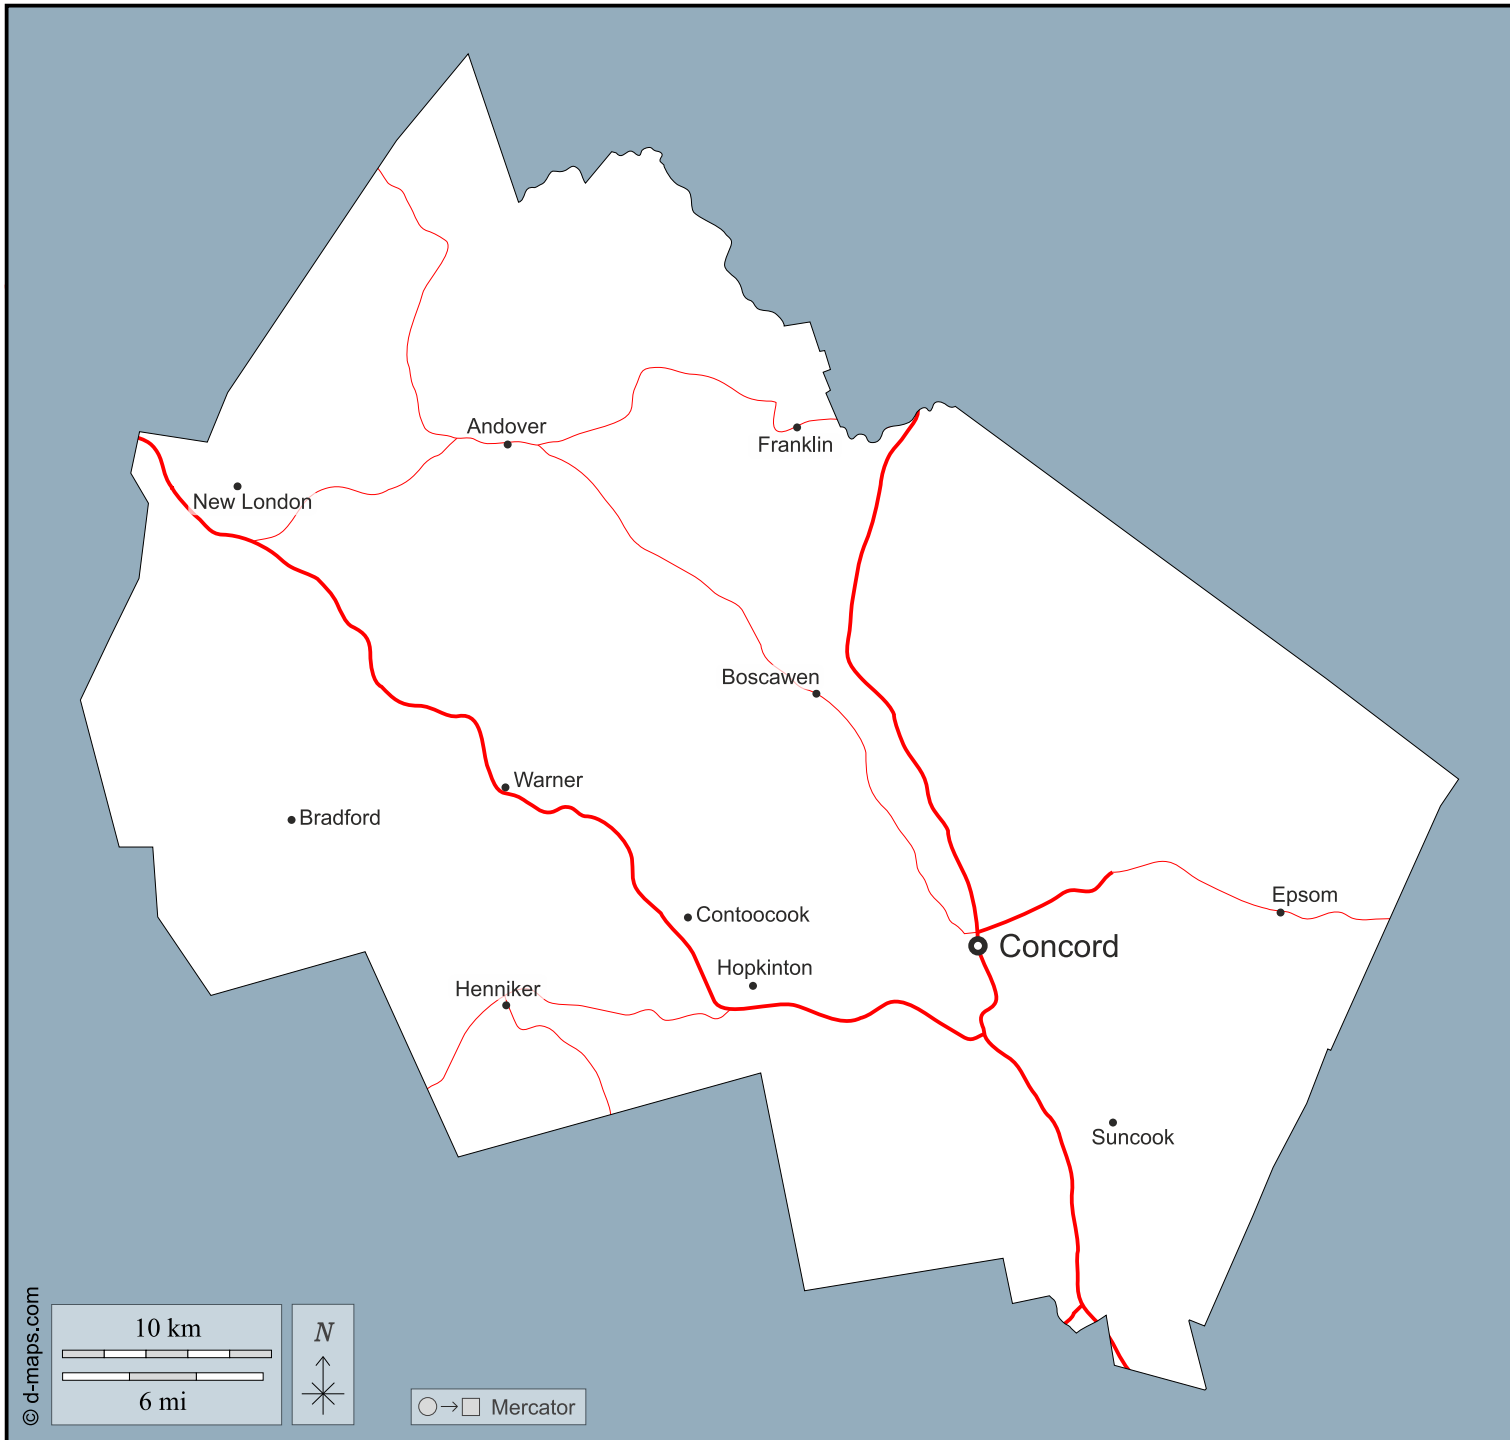 Andover
Franklin
New London
Boscawen
Warner
Bradford
Epsom
Contoocook
Concord
Hopkinton
Henniker
Suncook
© d-maps.com
10 km
6 mi
N
Mercator